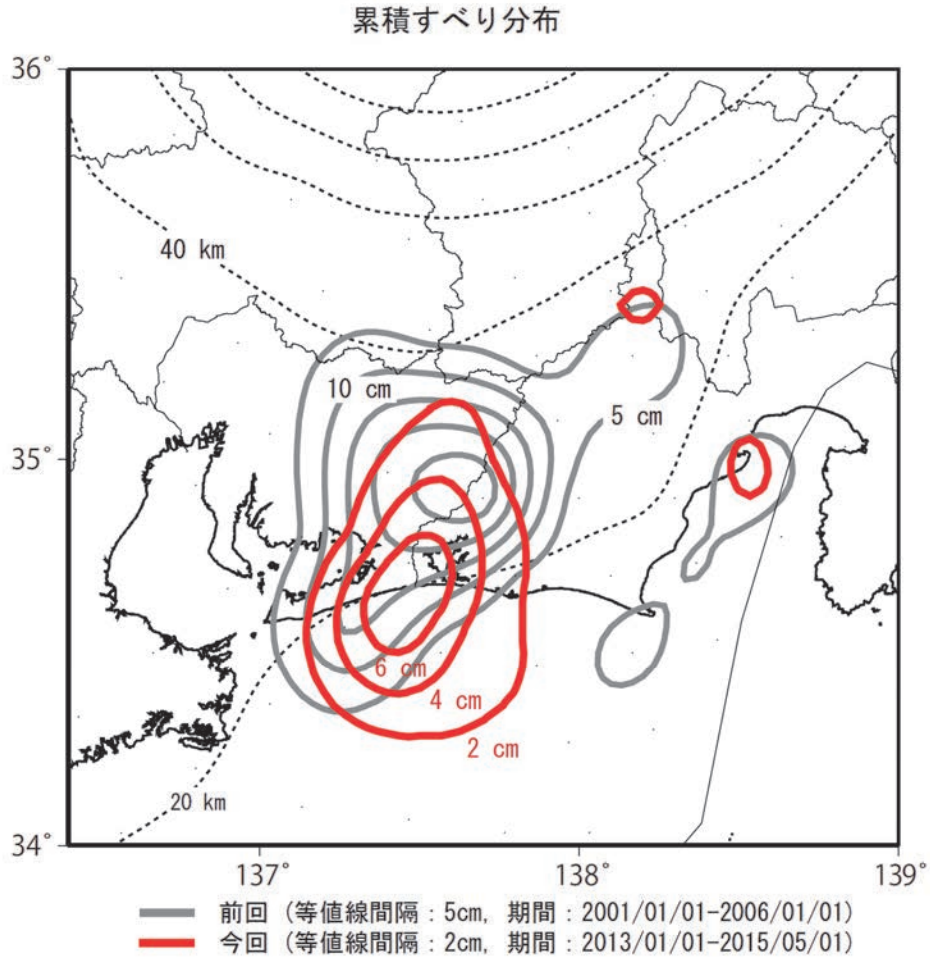 累積すべり分布
36°
40 km
10 cm
5 cm
35°
6 cm
4 cm
2 cm
20 km
34°
137°
138°
139°
前回 (等値線間隔：5cm, 期間：2001/01/01-2006/01/01)
今回 (等値線間隔：2cm, 期間：2013/01/01-2015/05/01)